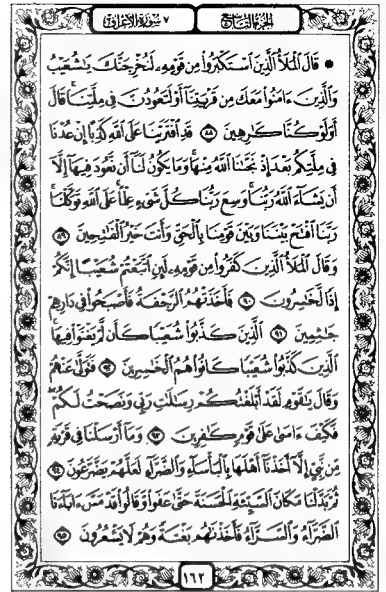 الجزء التاسع
٧ سورة الأعراف
۞ قَالَ ٱلْمَلَأُ ٱلَّذِينَ ٱسْتَكْبَرُوا۟ مِن قَوْمِهِۦ لَنُخْرِجَنَّكَ يَٰشُعَيْبُ
وَٱلَّذِينَ ءَامَنُوا۟ مَعَكَ مِن قَرْيَتِنَآ أَوْ لَتَعُودُنَّ فِى مِلَّتِنَا ۚ قَالَ
أَوَلَوْ كُنَّا كَٰرِهِينَ ٨٨ قَدِ ٱفْتَرَيْنَا عَلَى ٱللَّهِ كَذِبًا إِنْ عُدْنَا
فِى مِلَّتِكُم بَعْدَ إِذْ نَجَّىٰنَا ٱللَّهُ مِنْهَا ۚ وَمَا يَكُونُ لَنَآ أَن نَّعُودَ فِيهَآ إِلَّآ
أَن يَشَآءَ ٱللَّهُ رَبُّنَا ۚ وَسِعَ رَبُّنَا كُلَّ شَىْءٍ عِلْمًا ۚ عَلَى ٱللَّهِ تَوَكَّلْنَا ۚ
رَبَّنَا ٱفْتَحْ بَيْنَنَا وَبَيْنَ قَوْمِنَا بِٱلْحَقِّ وَأَنتَ خَيْرُ ٱلْفَٰتِحِينَ ٨٩
وَقَالَ ٱلْمَلَأُ ٱلَّذِينَ كَفَرُوا۟ مِن قَوْمِهِۦ لَئِنِ ٱتَّبَعْتُمْ شُعَيْبًا إِنَّكُمْ
إِذًا لَّخَٰسِرُونَ ٩٠ فَأَخَذَتْهُمُ ٱلرَّجْفَةُ فَأَصْبَحُوا۟ فِى دَارِهِمْ
جَٰثِمِينَ ٩١ ٱلَّذِينَ كَذَّبُوا۟ شُعَيْبًا كَأَن لَّمْ يَغْنَوْا۟ فِيهَا ۚ
ٱلَّذِينَ كَذَّبُوا۟ شُعَيْبًا كَانُوا۟ هُمُ ٱلْخَٰسِرِينَ ٩٢ فَتَوَلَّىٰ عَنْهُمْ
وَقَالَ يَٰقَوْمِ لَقَدْ أَبْلَغْتُكُمْ رِسَٰلَٰتِ رَبِّى وَنَصَحْتُ لَكُمْ ۖ
فَكَيْفَ ءَاسَىٰ عَلَىٰ قَوْمٍ كَٰفِرِينَ ٩٣ وَمَآ أَرْسَلْنَا فِى قَرْيَةٍ
مِّن نَّبِىٍّ إِلَّآ أَخَذْنَآ أَهْلَهَا بِٱلْبَأْسَآءِ وَٱلضَّرَّآءِ لَعَلَّهُمْ يَضَّرَّعُونَ ٩٤
ثُمَّ بَدَّلْنَا مَكَانَ ٱلسَّيِّئَةِ ٱلْحَسَنَةَ حَتَّىٰ عَفَوا۟ وَّقَالُوا۟ قَدْ مَسَّ ءَابَآءَنَا
ٱلضَّرَّآءُ وَٱلسَّرَّآءُ فَأَخَذْنَٰهُم بَغْتَةً وَهُمْ لَا يَشْعُرُونَ ٩٥
١٦٢